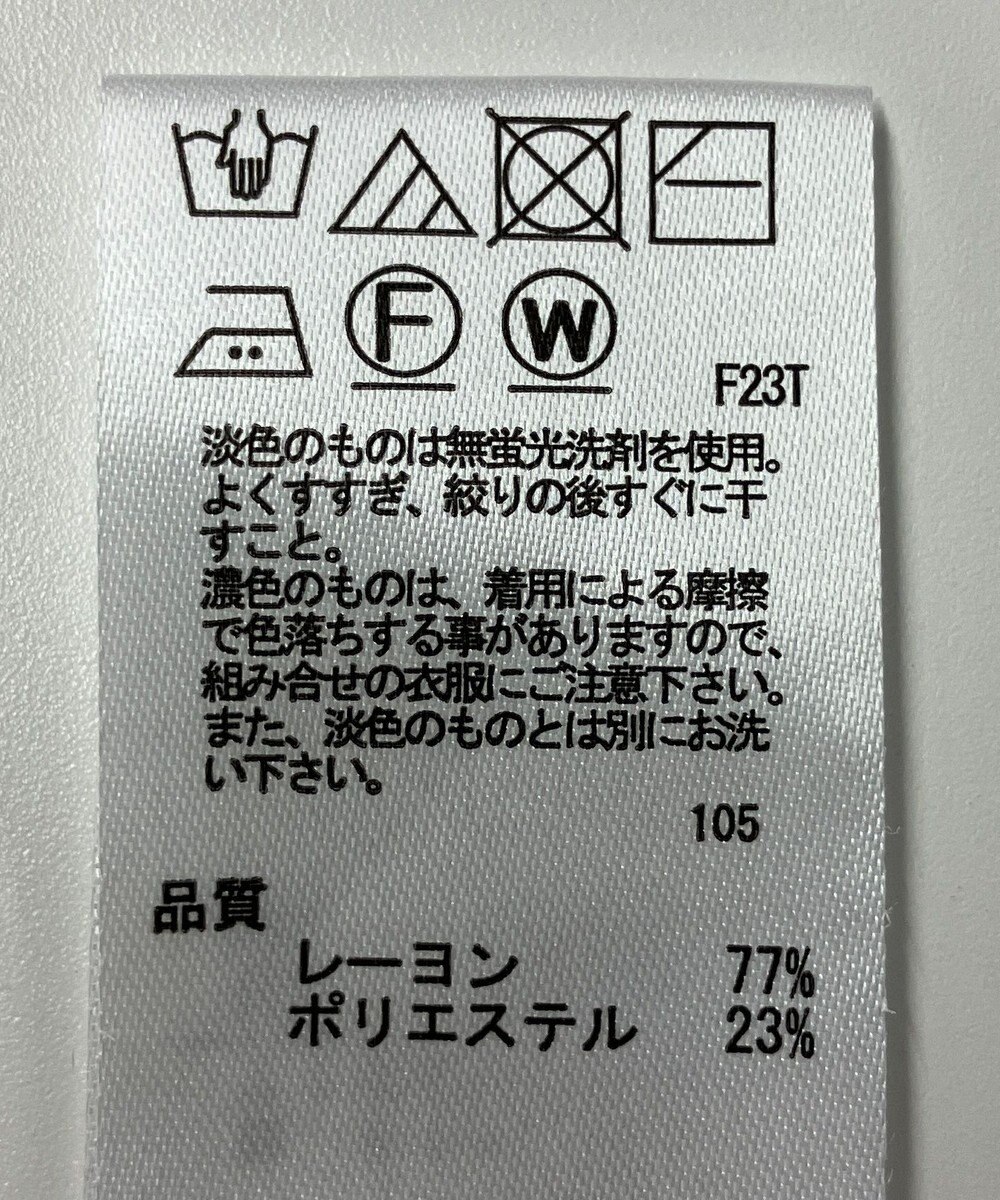 F
W
F23T
淡色のものは無蛍光洗剤を使用。
よくすすぎ、絞りの後すぐに干
すこと。
濃色のものは、着用による摩擦
で色落ちする事がありますので、
組み合せの衣服にご注意下さい。
また、淡色のものとは別にお洗
い下さい。
105
品質
レーヨン 77%
ポリエステル 23%